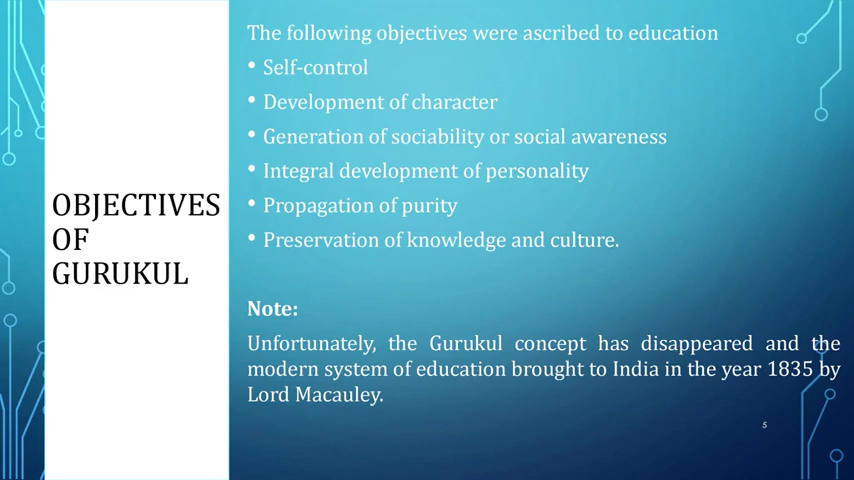 OBJECTIVES
OF
GURUKUL
The following objectives were ascribed to education
• Self-control
• Development of character
• Generation of sociability or social awareness
• Integral development of personality
• Propagation of purity
• Preservation of knowledge and culture.
Note:
Unfortunately, the Gurukul concept has disappeared and the
modern system of education brought to India in the year 1835 by
Lord Macauley.
5